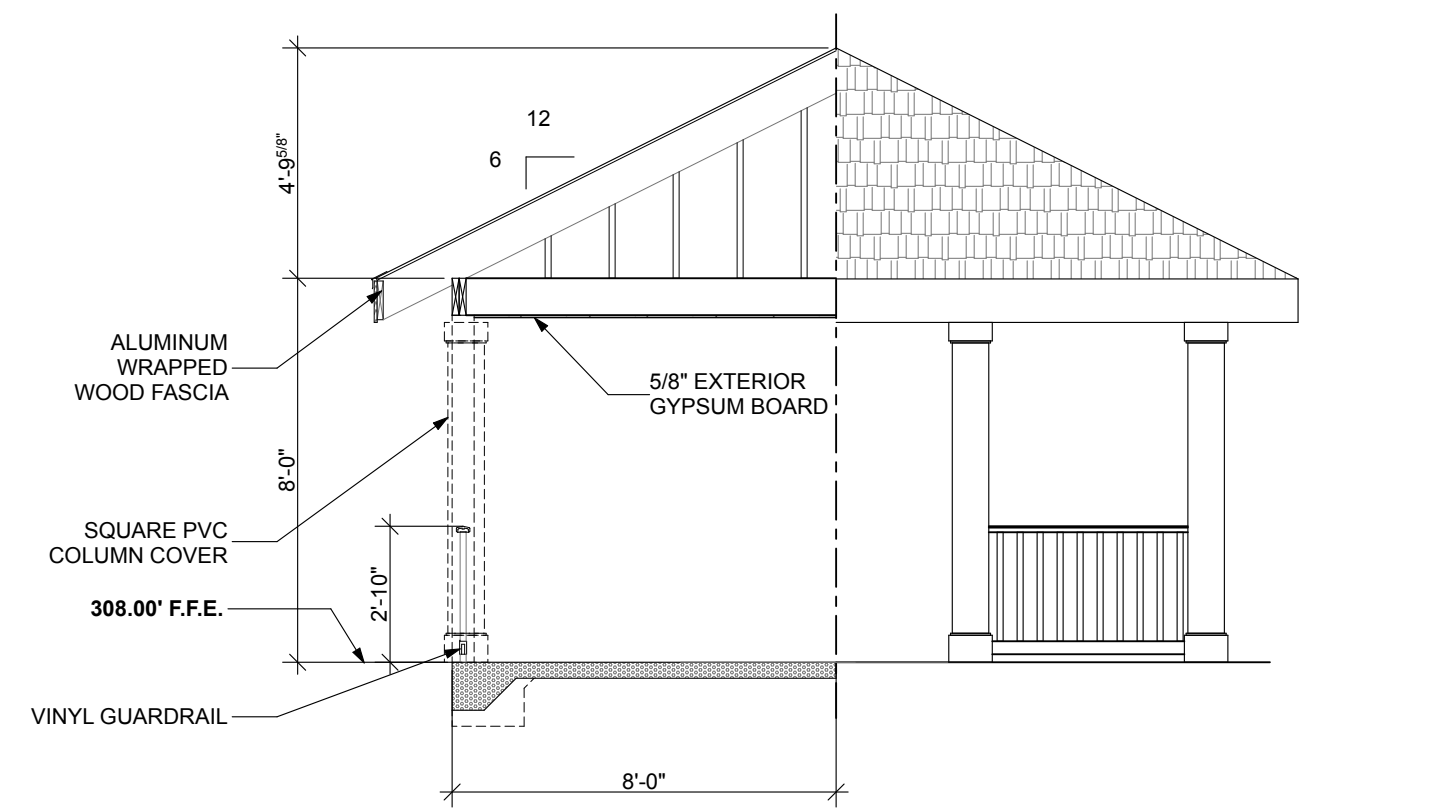 12
6
4'-9 5/8"
ALUMINUM
WRAPPED
WOOD FASCIA
5/8" EXTERIOR
GYPSUM BOARD
8'-0"
SQUARE PVC
COLUMN COVER
2'-10"
308.00' F.F.E.
VINYL GUARDRAIL
8'-0"